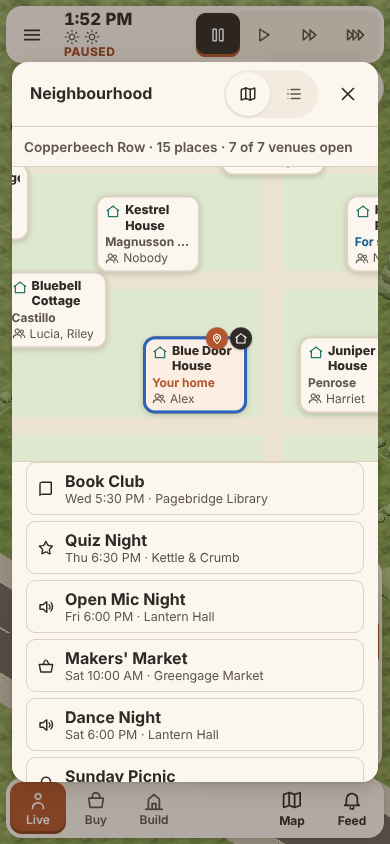 1:52 PM
PAUSED
Neighbourhood
Copperbeech Row · 15 places · 7 of 7 venues open
Kestrel
House
Magnusson ...
Nobody
For
Bluebell
Cottage
Castillo
Lucia, Riley
Blue Door
House
Your home
Alex
Juniper
House
Penrose
Harriet
Book Club
Wed 5:30 PM · Pagebridge Library
Quiz Night
Thu 6:30 PM · Kettle & Crumb
Open Mic Night
Fri 6:00 PM · Lantern Hall
Makers' Market
Sat 10:00 AM · Greengage Market
Dance Night
Sat 6:00 PM · Lantern Hall
Sunday Picnic
Live
Buy
Build
Map
Feed